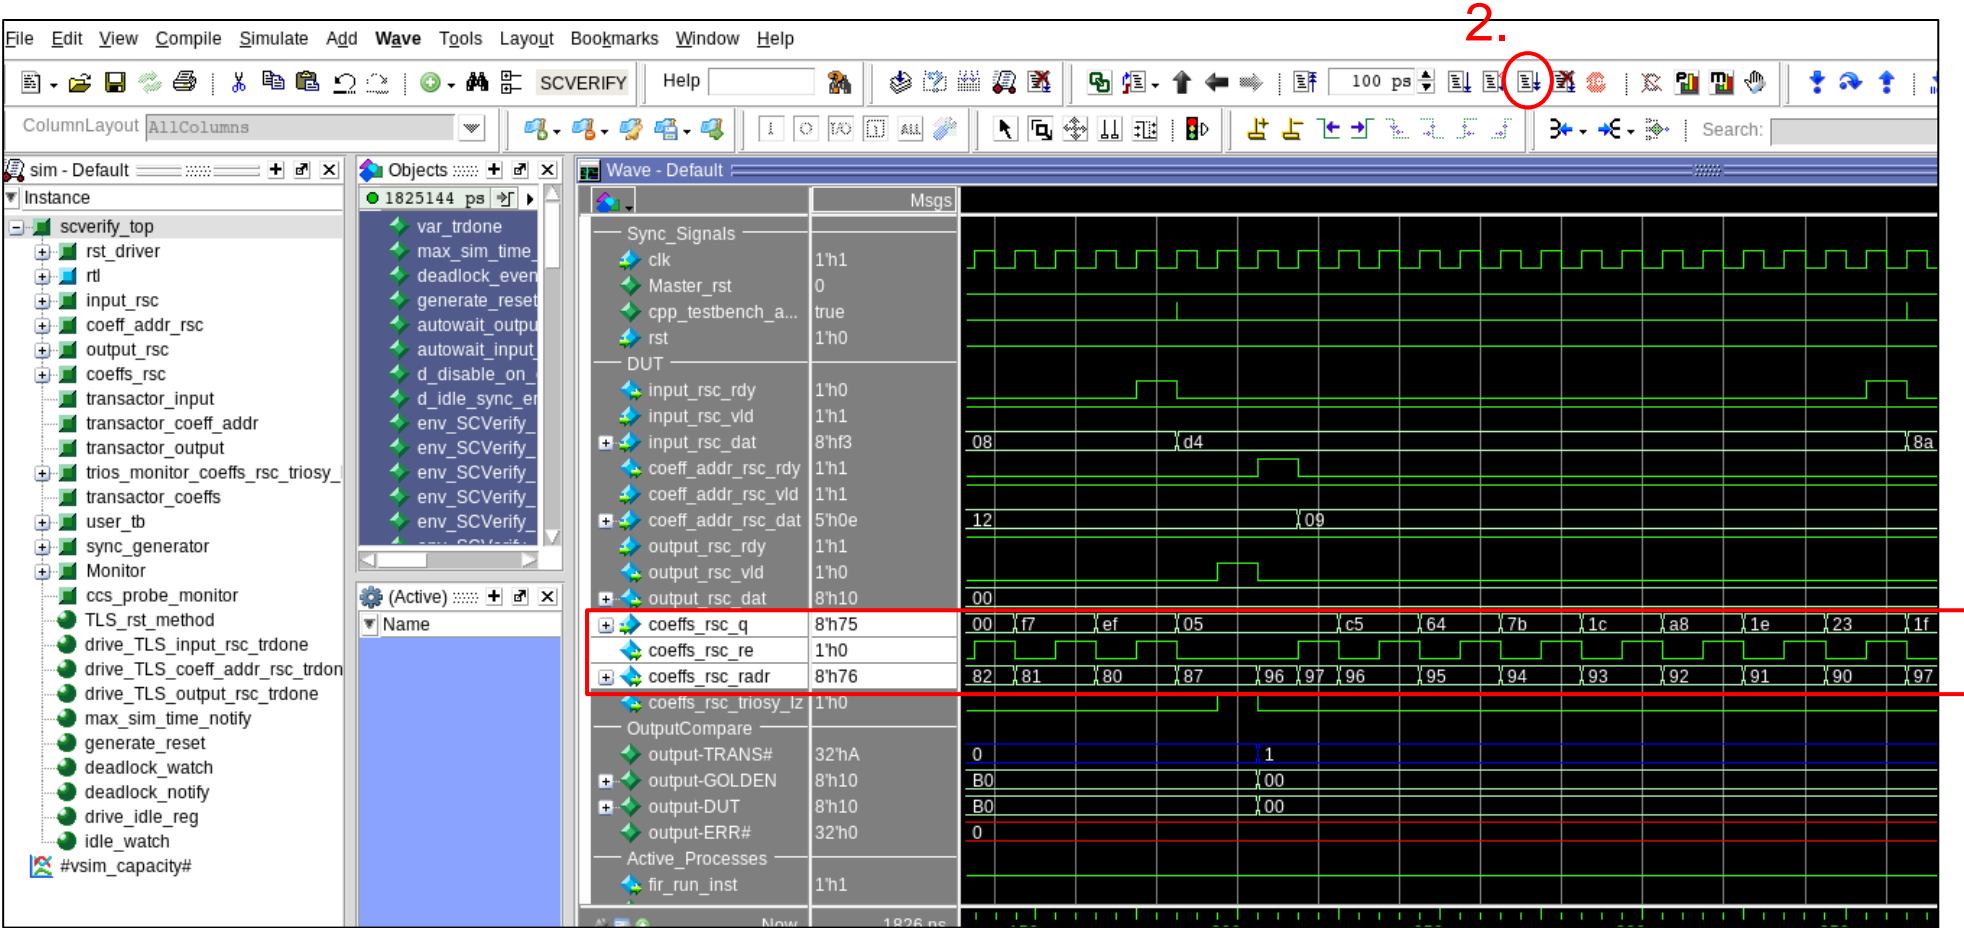 2.
File Edit View Compile Simulate Add Wave Tools Layout Bookmarks Window Help
SCVERIFY Help 100 ps
ColumnLayout AllColumns Search:
sim - Default
Instance
scverify_top
rst_driver
rtl
input_rsc
coeff_addr_rsc
output_rsc
coeffs_rsc
transactor_input
transactor_coeff_addr
transactor_output
trios_monitor_coeffs_rsc_triosy_
transactor_coeffs
user_tb
sync_generator
Monitor
ccs_probe_monitor
TLS_rst_method
drive_TLS_input_rsc_trdone
drive_TLS_coeff_addr_rsc_trdon
drive_TLS_output_rsc_trdone
max_sim_time_notify
generate_reset
deadlock_watch
deadlock_notify
drive_idle_reg
idle_watch
#vsim_capacity#
Objects
1825144 ps
var_trdone
max_sim_time_
deadlock_even
generate_reset
autowait_outpu
autowait_input_
d_disable_on_
d_idle_sync_er
env_SCVerify_
env_SCVerify_
env_SCVerify_
env_SCVerify_
env_SCVerify_
(Active)
Name
Wave - Default
Msgs
Sync_Signals
clk 1'h1
Master_rst 0
cpp_testbench_a... true
rst 1'h0
DUT
input_rsc_rdy 1'h0
input_rsc_vld 1'h1
input_rsc_dat 8'hf3 08 d4 8a
coeff_addr_rsc_rdy 1'h1
coeff_addr_rsc_vld 1'h1
coeff_addr_rsc_dat 5'h0e 12 09
output_rsc_rdy 1'h1
output_rsc_vld 1'h0
output_rsc_dat 8'h10 00
coeffs_rsc_q 8'h75 00 f7 ef 05 c5 64 7b 1c a8 1e 23 1f
coeffs_rsc_re 1'h0
coeffs_rsc_radr 8'h76 82 81 80 87 96 97 96 95 94 93 92 91 90 97
coeffs_rsc_triosy_lz 1'h0
OutputCompare
output-TRANS# 32'hA 0 1
output-GOLDEN 8'h10 B0 00
output-DUT 8'h10 B0 00
output-ERR# 32'h0 0
Active_Processes
fir_run_inst 1'h1
Now 1826 ns